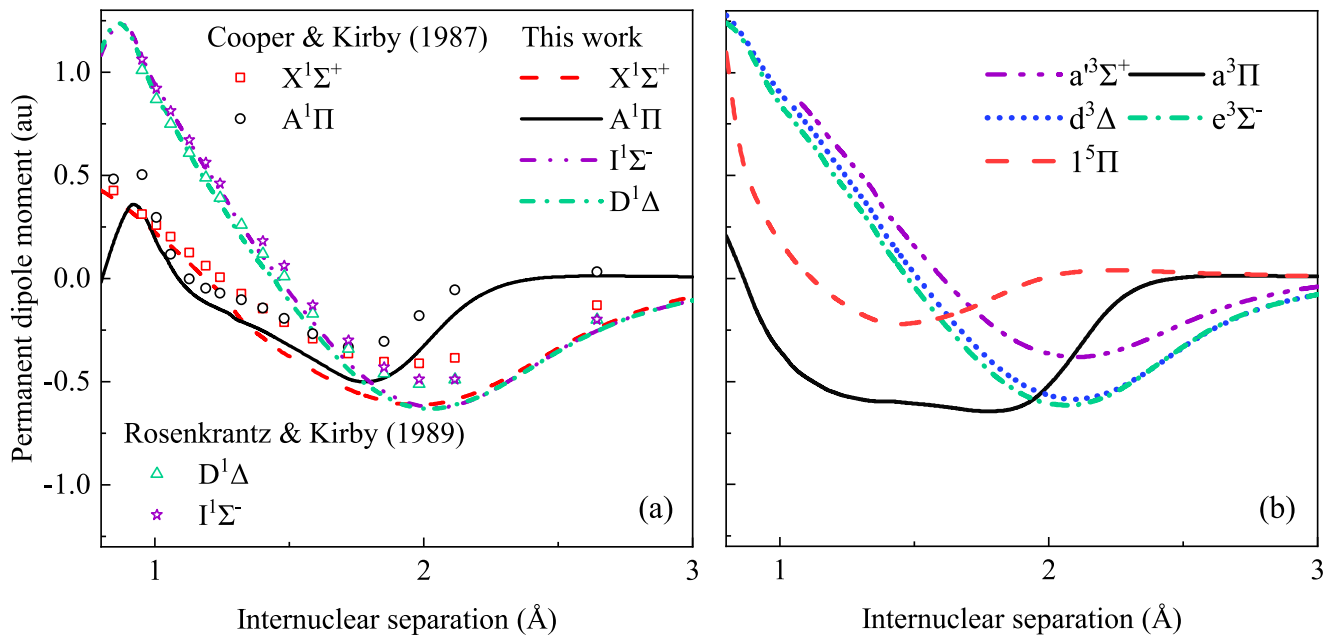 Cooper & Kirby (1987) This work
X¹Σ⁺ X¹Σ⁺
A¹Π A¹Π
I¹Σ⁻
D¹Δ
Rosenkrantz & Kirby (1989)
D¹Δ
I¹Σ⁻
(a)
Permanent dipole moment (au)
1.0
0.5
0.0
-0.5
-1.0
1 2 3
Internuclear separation (Å)
a'³Σ⁺ a³Π
d³Δ e³Σ⁻
1⁵Π
(b)
1 2 3
Internuclear separation (Å)